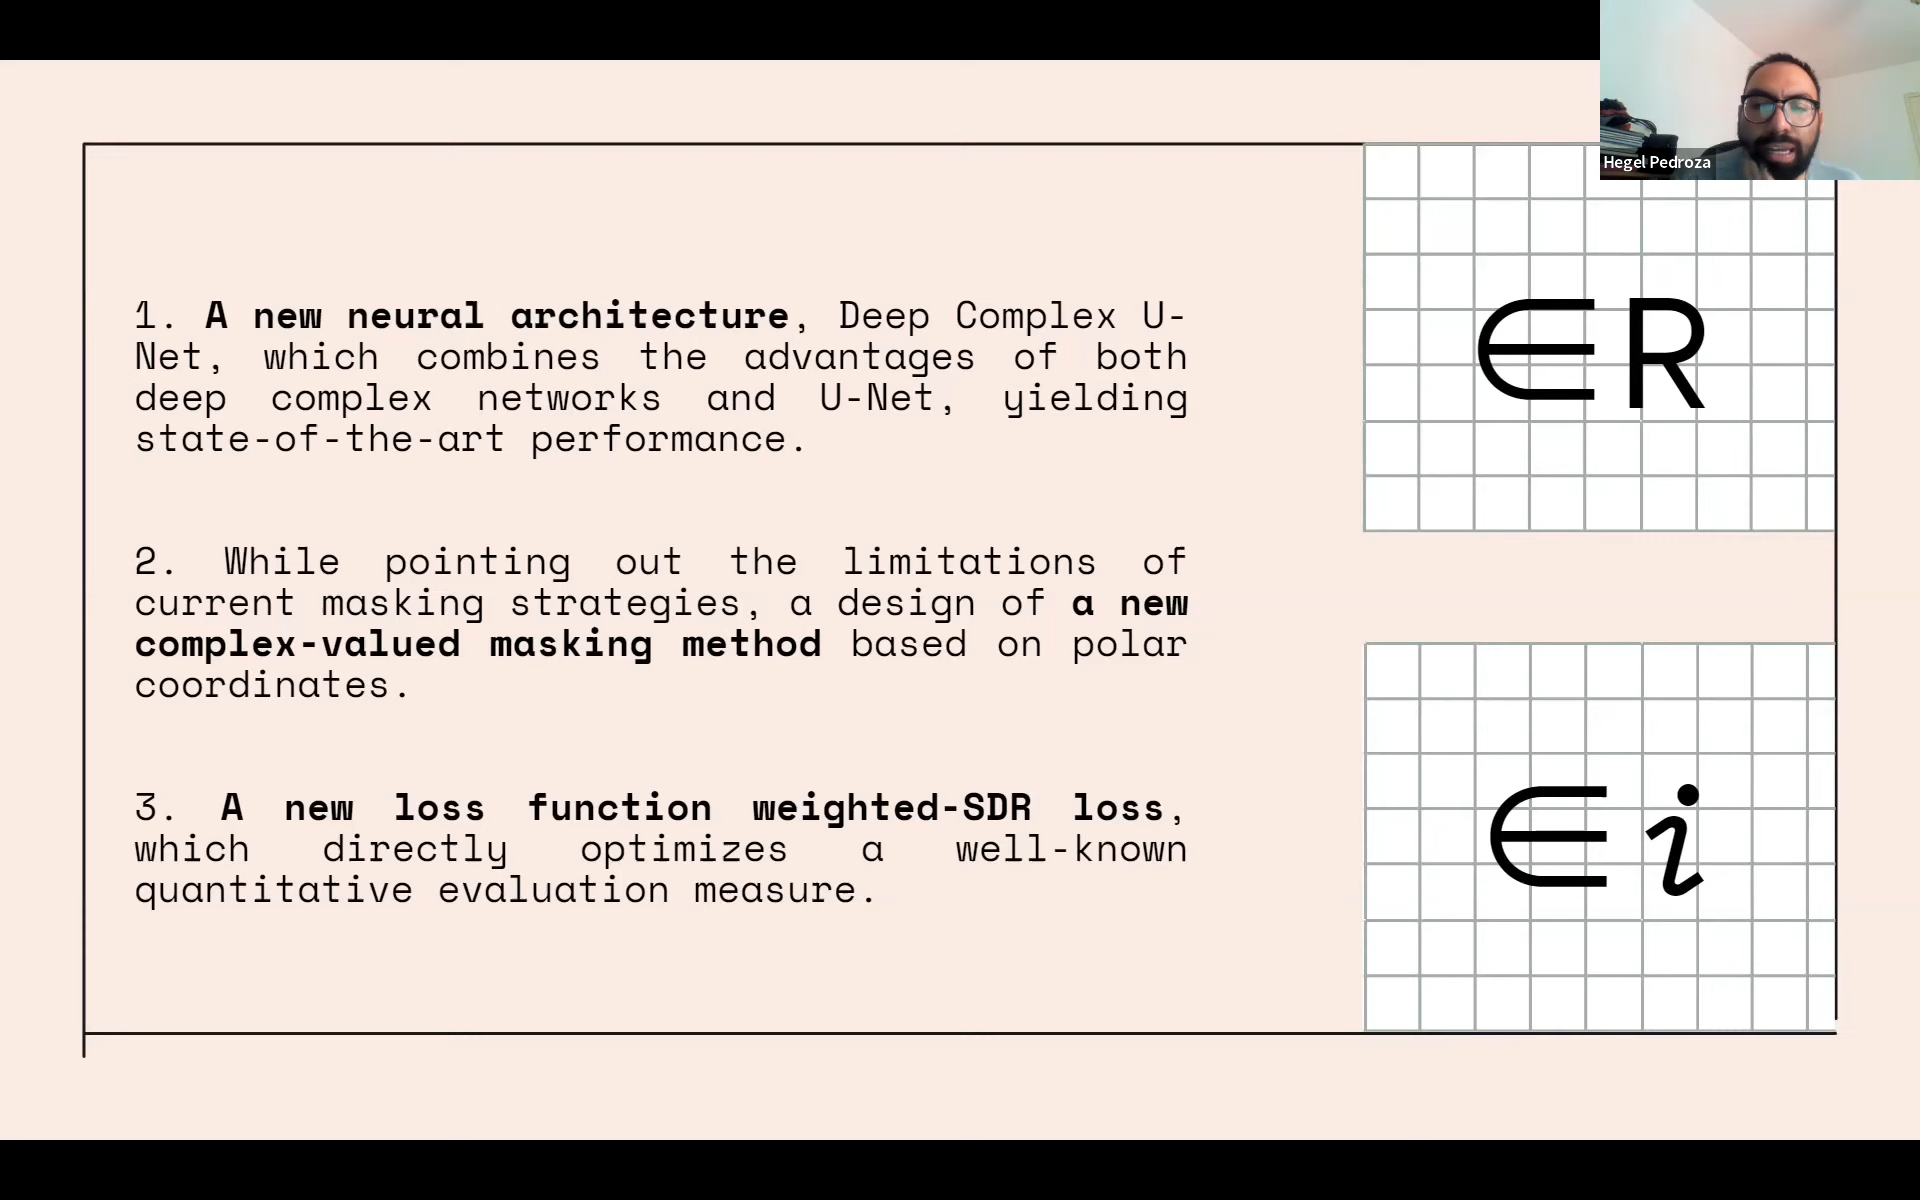 Hegel Pedroza
1. A new neural architecture, Deep Complex U-
Net, which combines the advantages of both
deep complex networks and U-Net, yielding
state-of-the-art performance.
2. While pointing out the limitations of
current masking strategies, a design of a new
complex-valued masking method based on polar
coordinates.
3. A new loss function weighted-SDR loss,
which directly optimizes a well-known
quantitative evaluation measure.
∈ R
∈ i